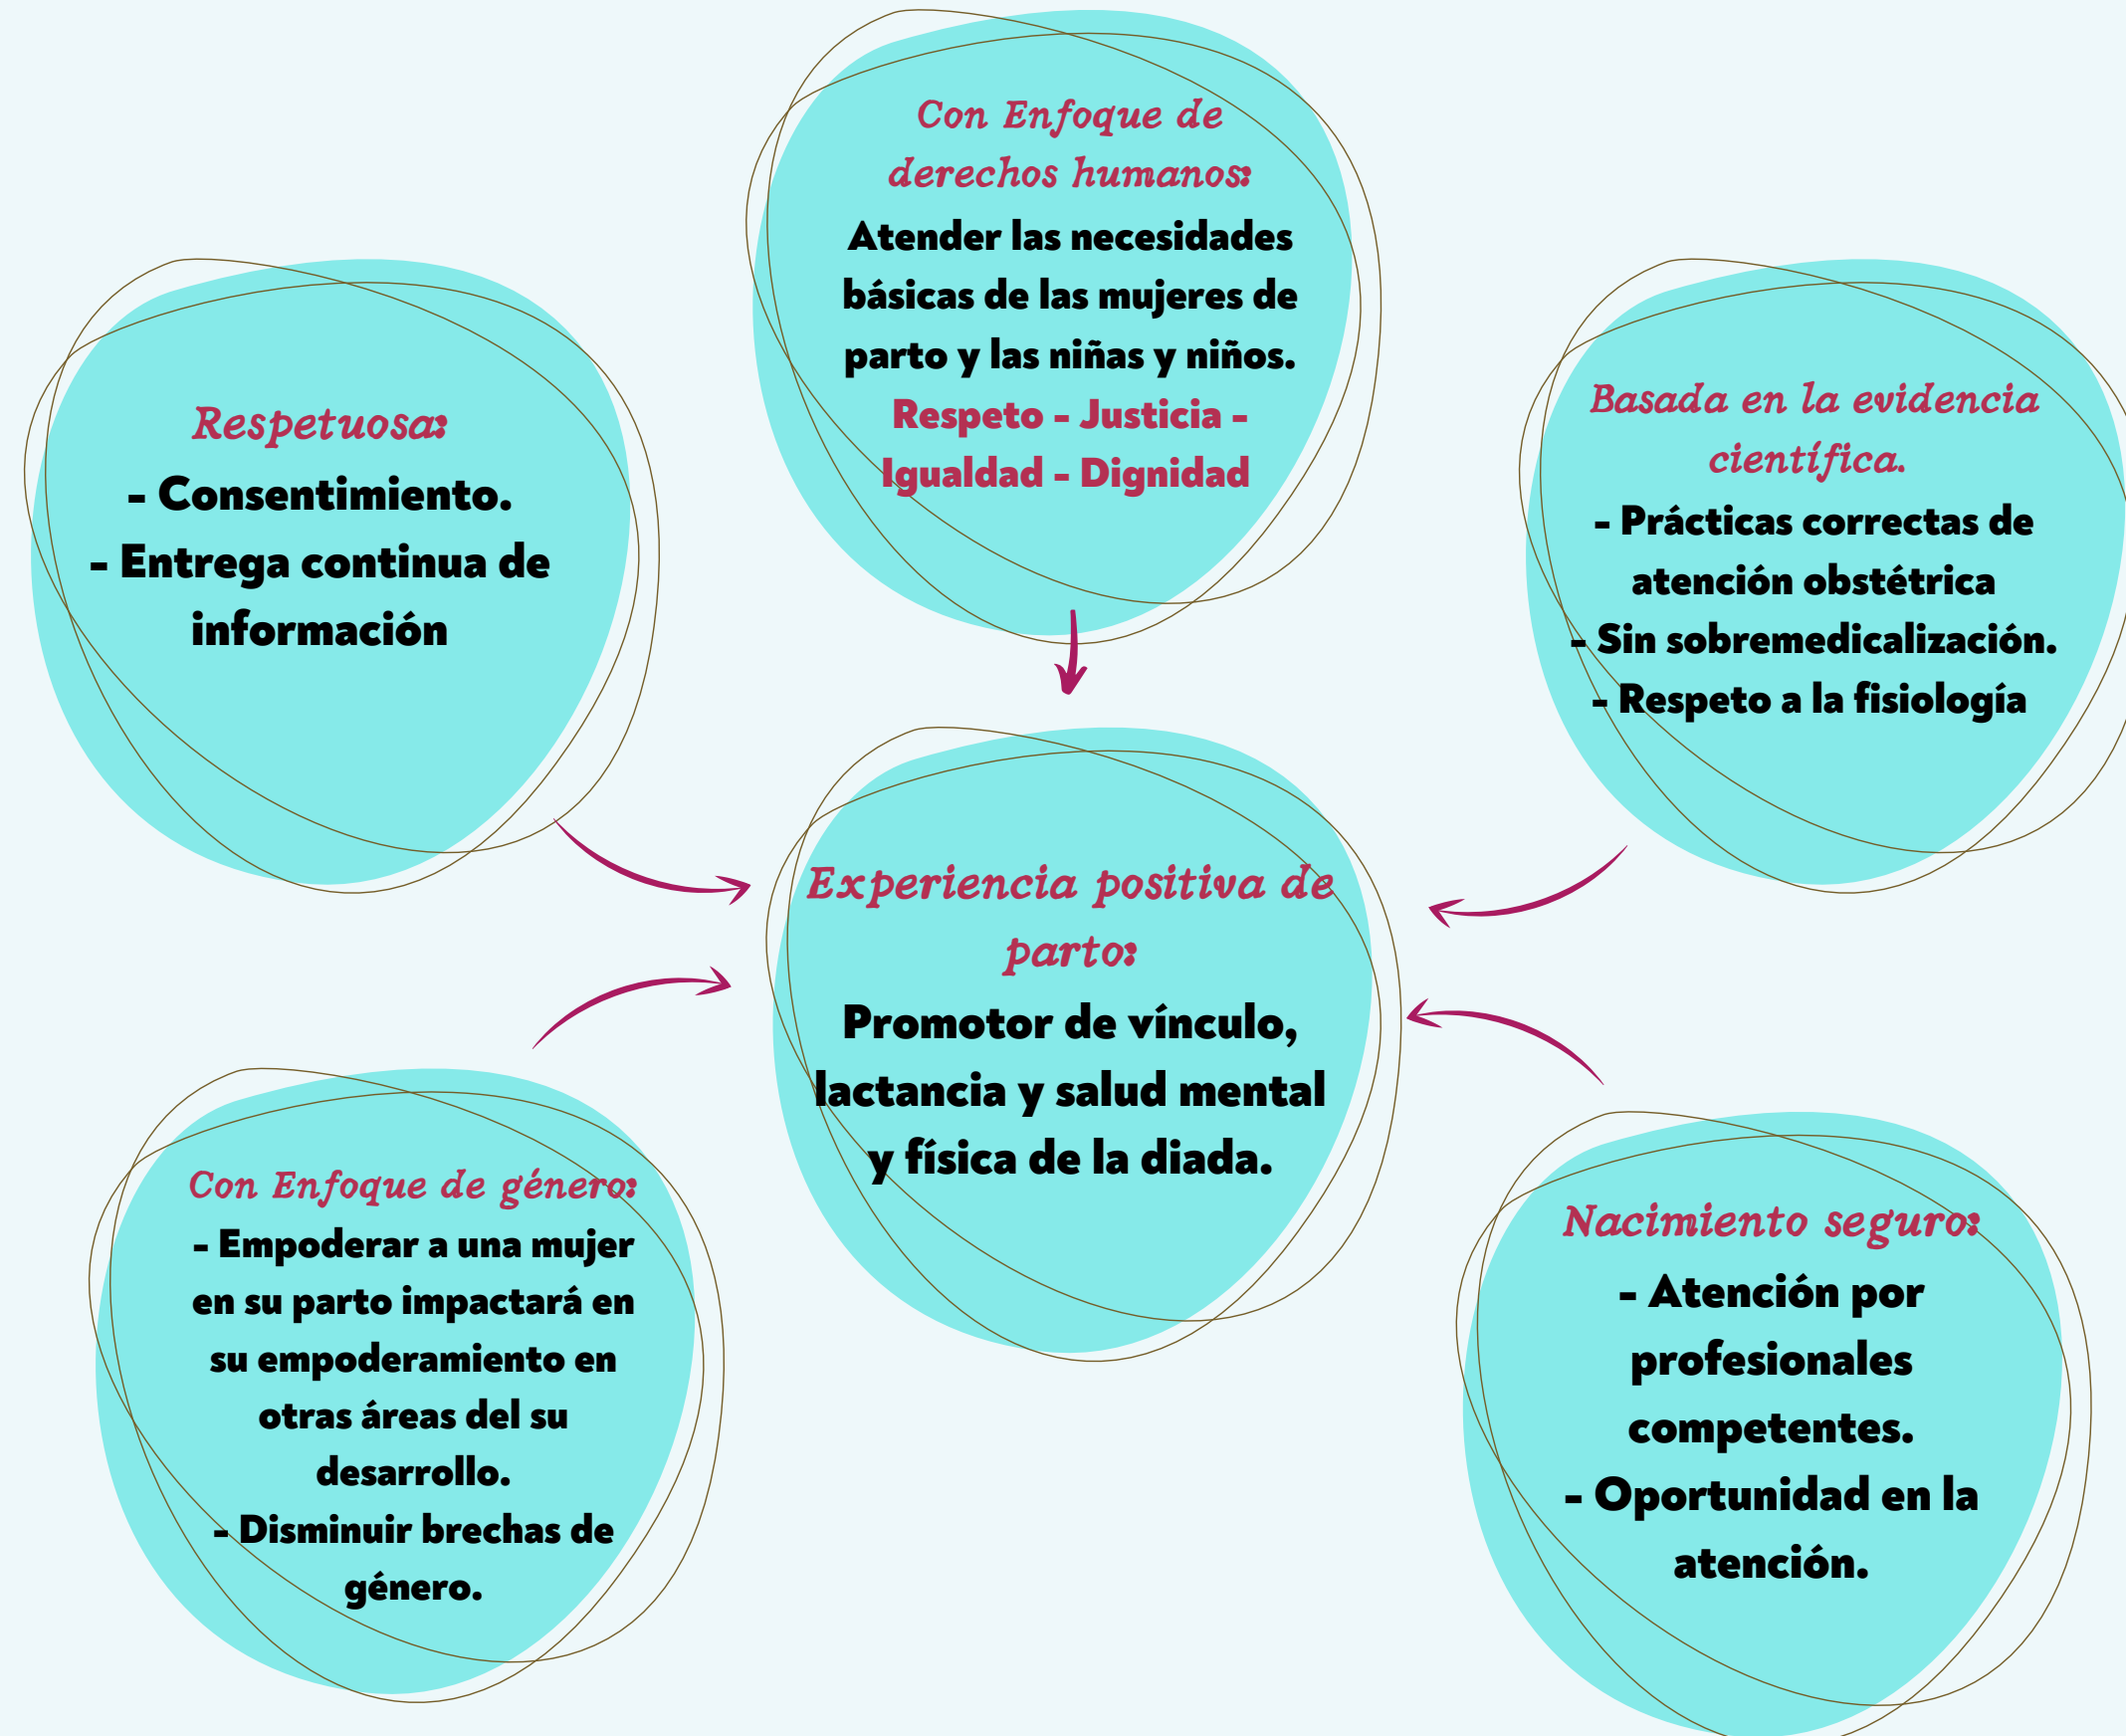 Con Enfoque de
derechos humanos:
Atender las necesidades
básicas de las mujeres de
parto y las niñas y niños.
Respeto - Justicia -
Igualdad - Dignidad
Respetuosa:
- Consentimiento.
- Entrega continua de
información
Basada en la evidencia
científica.
- Prácticas correctas de
atención obstétrica
- Sin sobremedicalización.
- Respeto a la fisiología
Experiencia positiva de
parto:
Promotor de vínculo,
lactancia y salud mental
y física de la diada.
Con Enfoque de género:
- Empoderar a una mujer
en su parto impactará en
su empoderamiento en
otras áreas del su
desarrollo.
- Disminuir brechas de
género.
Nacimiento seguro:
- Atención por
profesionales
competentes.
- Oportunidad en la
atención.